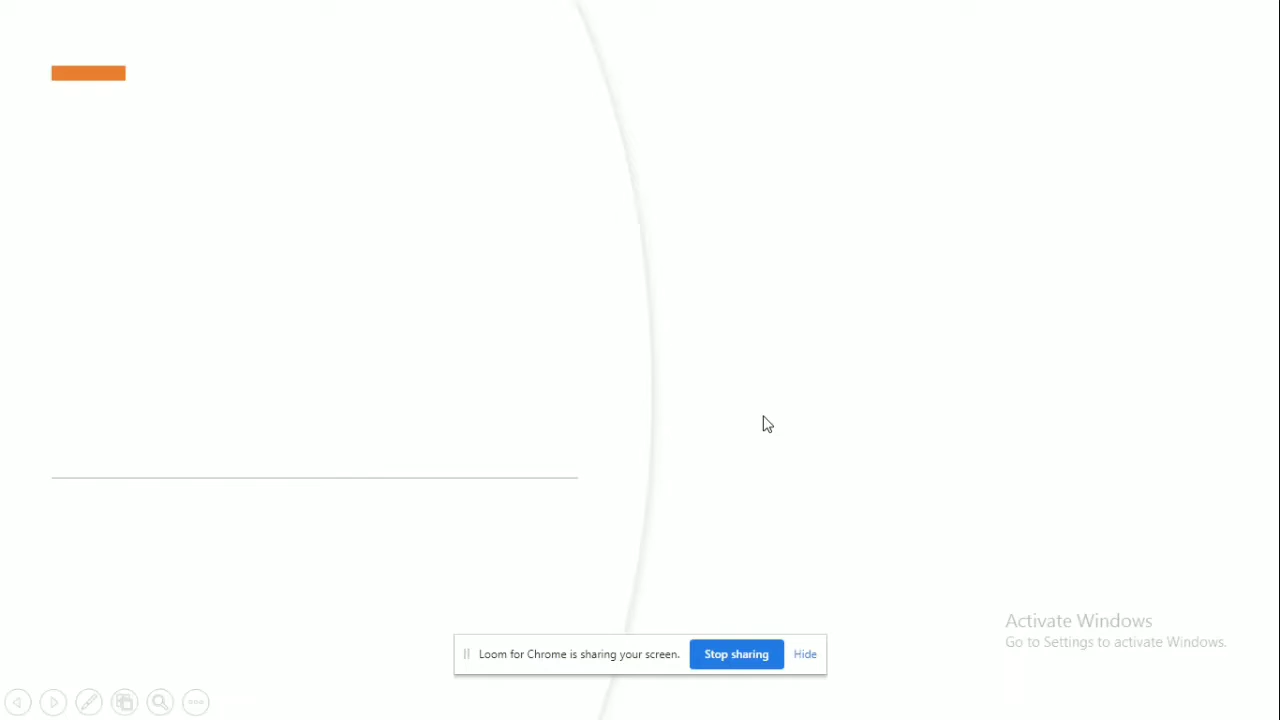 Loom for Chrome is sharing your screen. Stop sharing Hide
Activate Windows
Go to Settings to activate Windows.